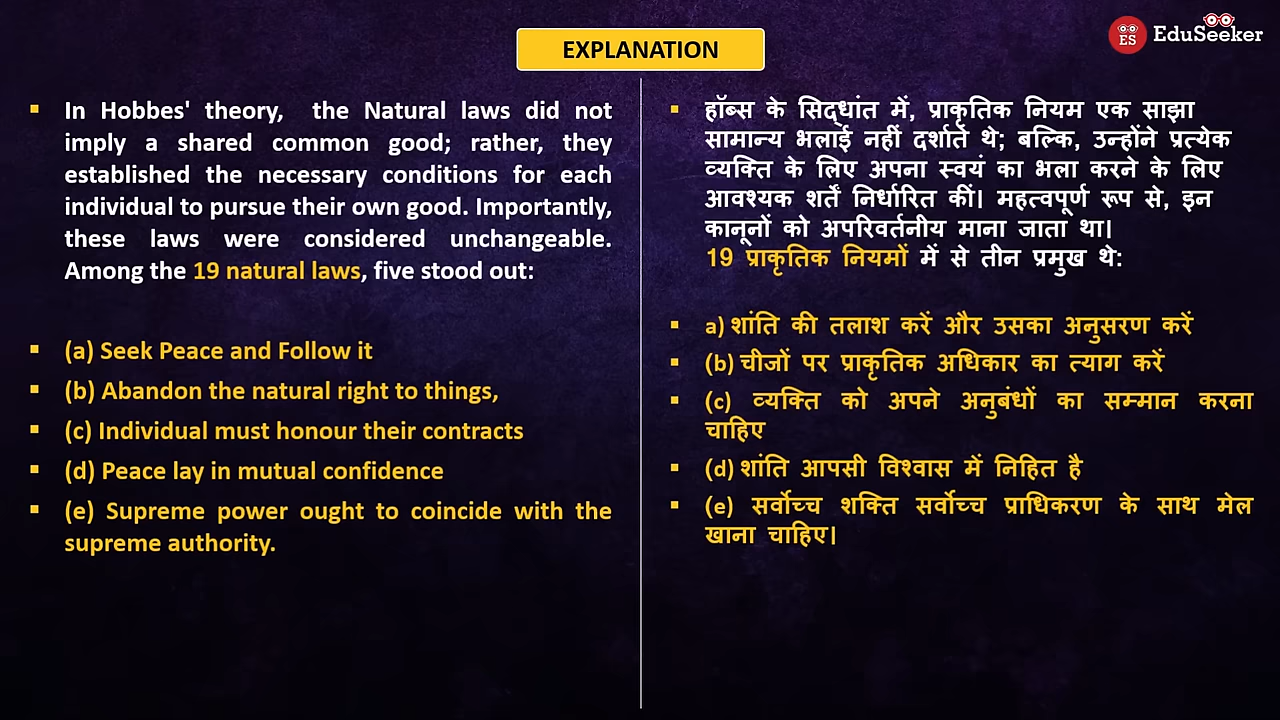 EXPLANATION
ES EduSeeker
▪ In Hobbes' theory, the Natural laws did not
imply a shared common good; rather, they
established the necessary conditions for each
individual to pursue their own good. Importantly,
these laws were considered unchangeable.
Among the 19 natural laws, five stood out:
▪ (a) Seek Peace and Follow it
▪ (b) Abandon the natural right to things,
▪ (c) Individual must honour their contracts
▪ (d) Peace lay in mutual confidence
▪ (e) Supreme power ought to coincide with the
supreme authority.
▪ हॉब्स के सिद्धांत में, प्राकृतिक नियम एक साझा
सामान्य भलाई नहीं दर्शाते थे; बल्कि, उन्होंने प्रत्येक
व्यक्ति के लिए अपना स्वयं का भला करने के लिए
आवश्यक शर्तें निर्धारित कीं। महत्वपूर्ण रूप से, इन
कानूनों को अपरिवर्तनीय माना जाता था।
19 प्राकृतिक नियमों में से तीन प्रमुख थे:
▪ a) शांति की तलाश करें और उसका अनुसरण करें
▪ (b) चीजों पर प्राकृतिक अधिकार का त्याग करें
▪ (c) व्यक्ति को अपने अनुबंधों का सम्मान करना
चाहिए
▪ (d) शांति आपसी विश्वास में निहित है
▪ (e) सर्वोच्च शक्ति सर्वोच्च प्राधिकरण के साथ मेल
खाना चाहिए।